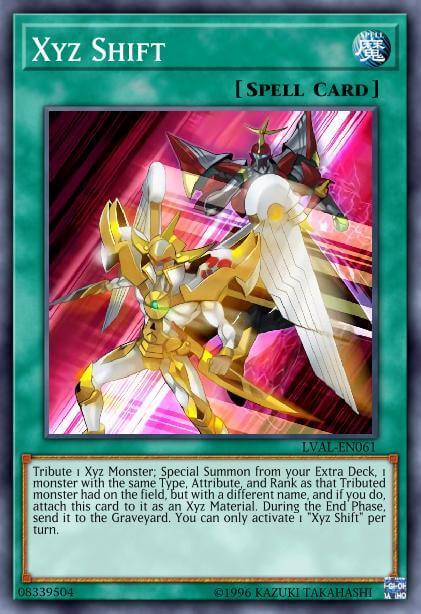 Xyz Shift
SPELL
魔
[ Spell Card ]
LVAL-EN061
Tribute 1 Xyz Monster; Special Summon from your Extra Deck, 1
monster with the same Type, Attribute, and Rank as that Tributed
monster had on the field, but with a different name, and if you do,
attach this card to it as an Xyz Material. During the End Phase,
send it to the Graveyard. You can only activate 1 "Xyz Shift" per
turn.
08339504
©1996 KAZUKI TAKAHASHI